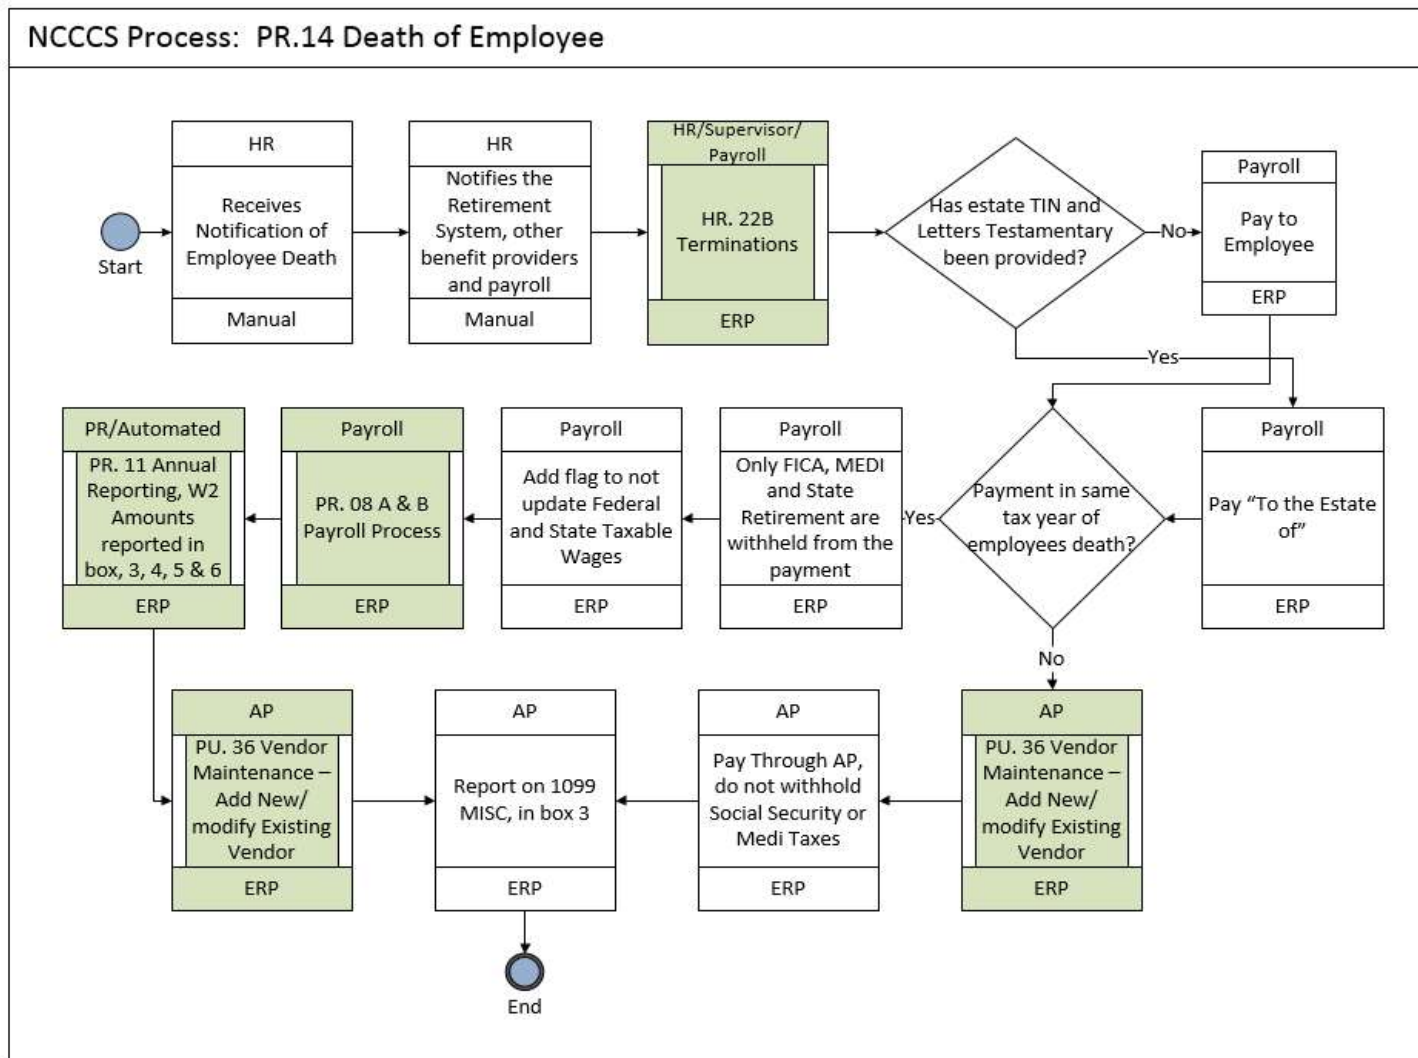 NCCCS Process:  PR.14 Death of Employee
HR
Receives
Notification of
Employee Death
Manual
HR
Notifies the
Retirement
System, other
benefit providers
and payroll
Manual
HR/Supervisor/
Payroll
HR. 22B
Terminations
ERP
Has estate TIN and
Letters Testamentary
been provided?
No
Payroll
Pay to
Employee
ERP
Start
Yes
PR/Automated
PR. 11 Annual
Reporting, W2
Amounts
reported in
box, 3, 4, 5 & 6
ERP
Payroll
PR. 08 A & B
Payroll Process
ERP
Payroll
Add flag to not
update Federal
and State Taxable
Wages
ERP
Payroll
Only FICA, MEDI
and State
Retirement are
withheld from the
payment
ERP
Yes
Payment in same
tax year of
employees death?
Payroll
Pay “To the Estate
of”
ERP
No
AP
PU. 36 Vendor
Maintenance –
Add New/
modify Existing
Vendor
ERP
AP
Report on 1099
MISC, in box 3
ERP
AP
Pay Through AP,
do not withhold
Social Security or
Medi Taxes
ERP
AP
PU. 36 Vendor
Maintenance –
Add New/
modify Existing
Vendor
ERP
End